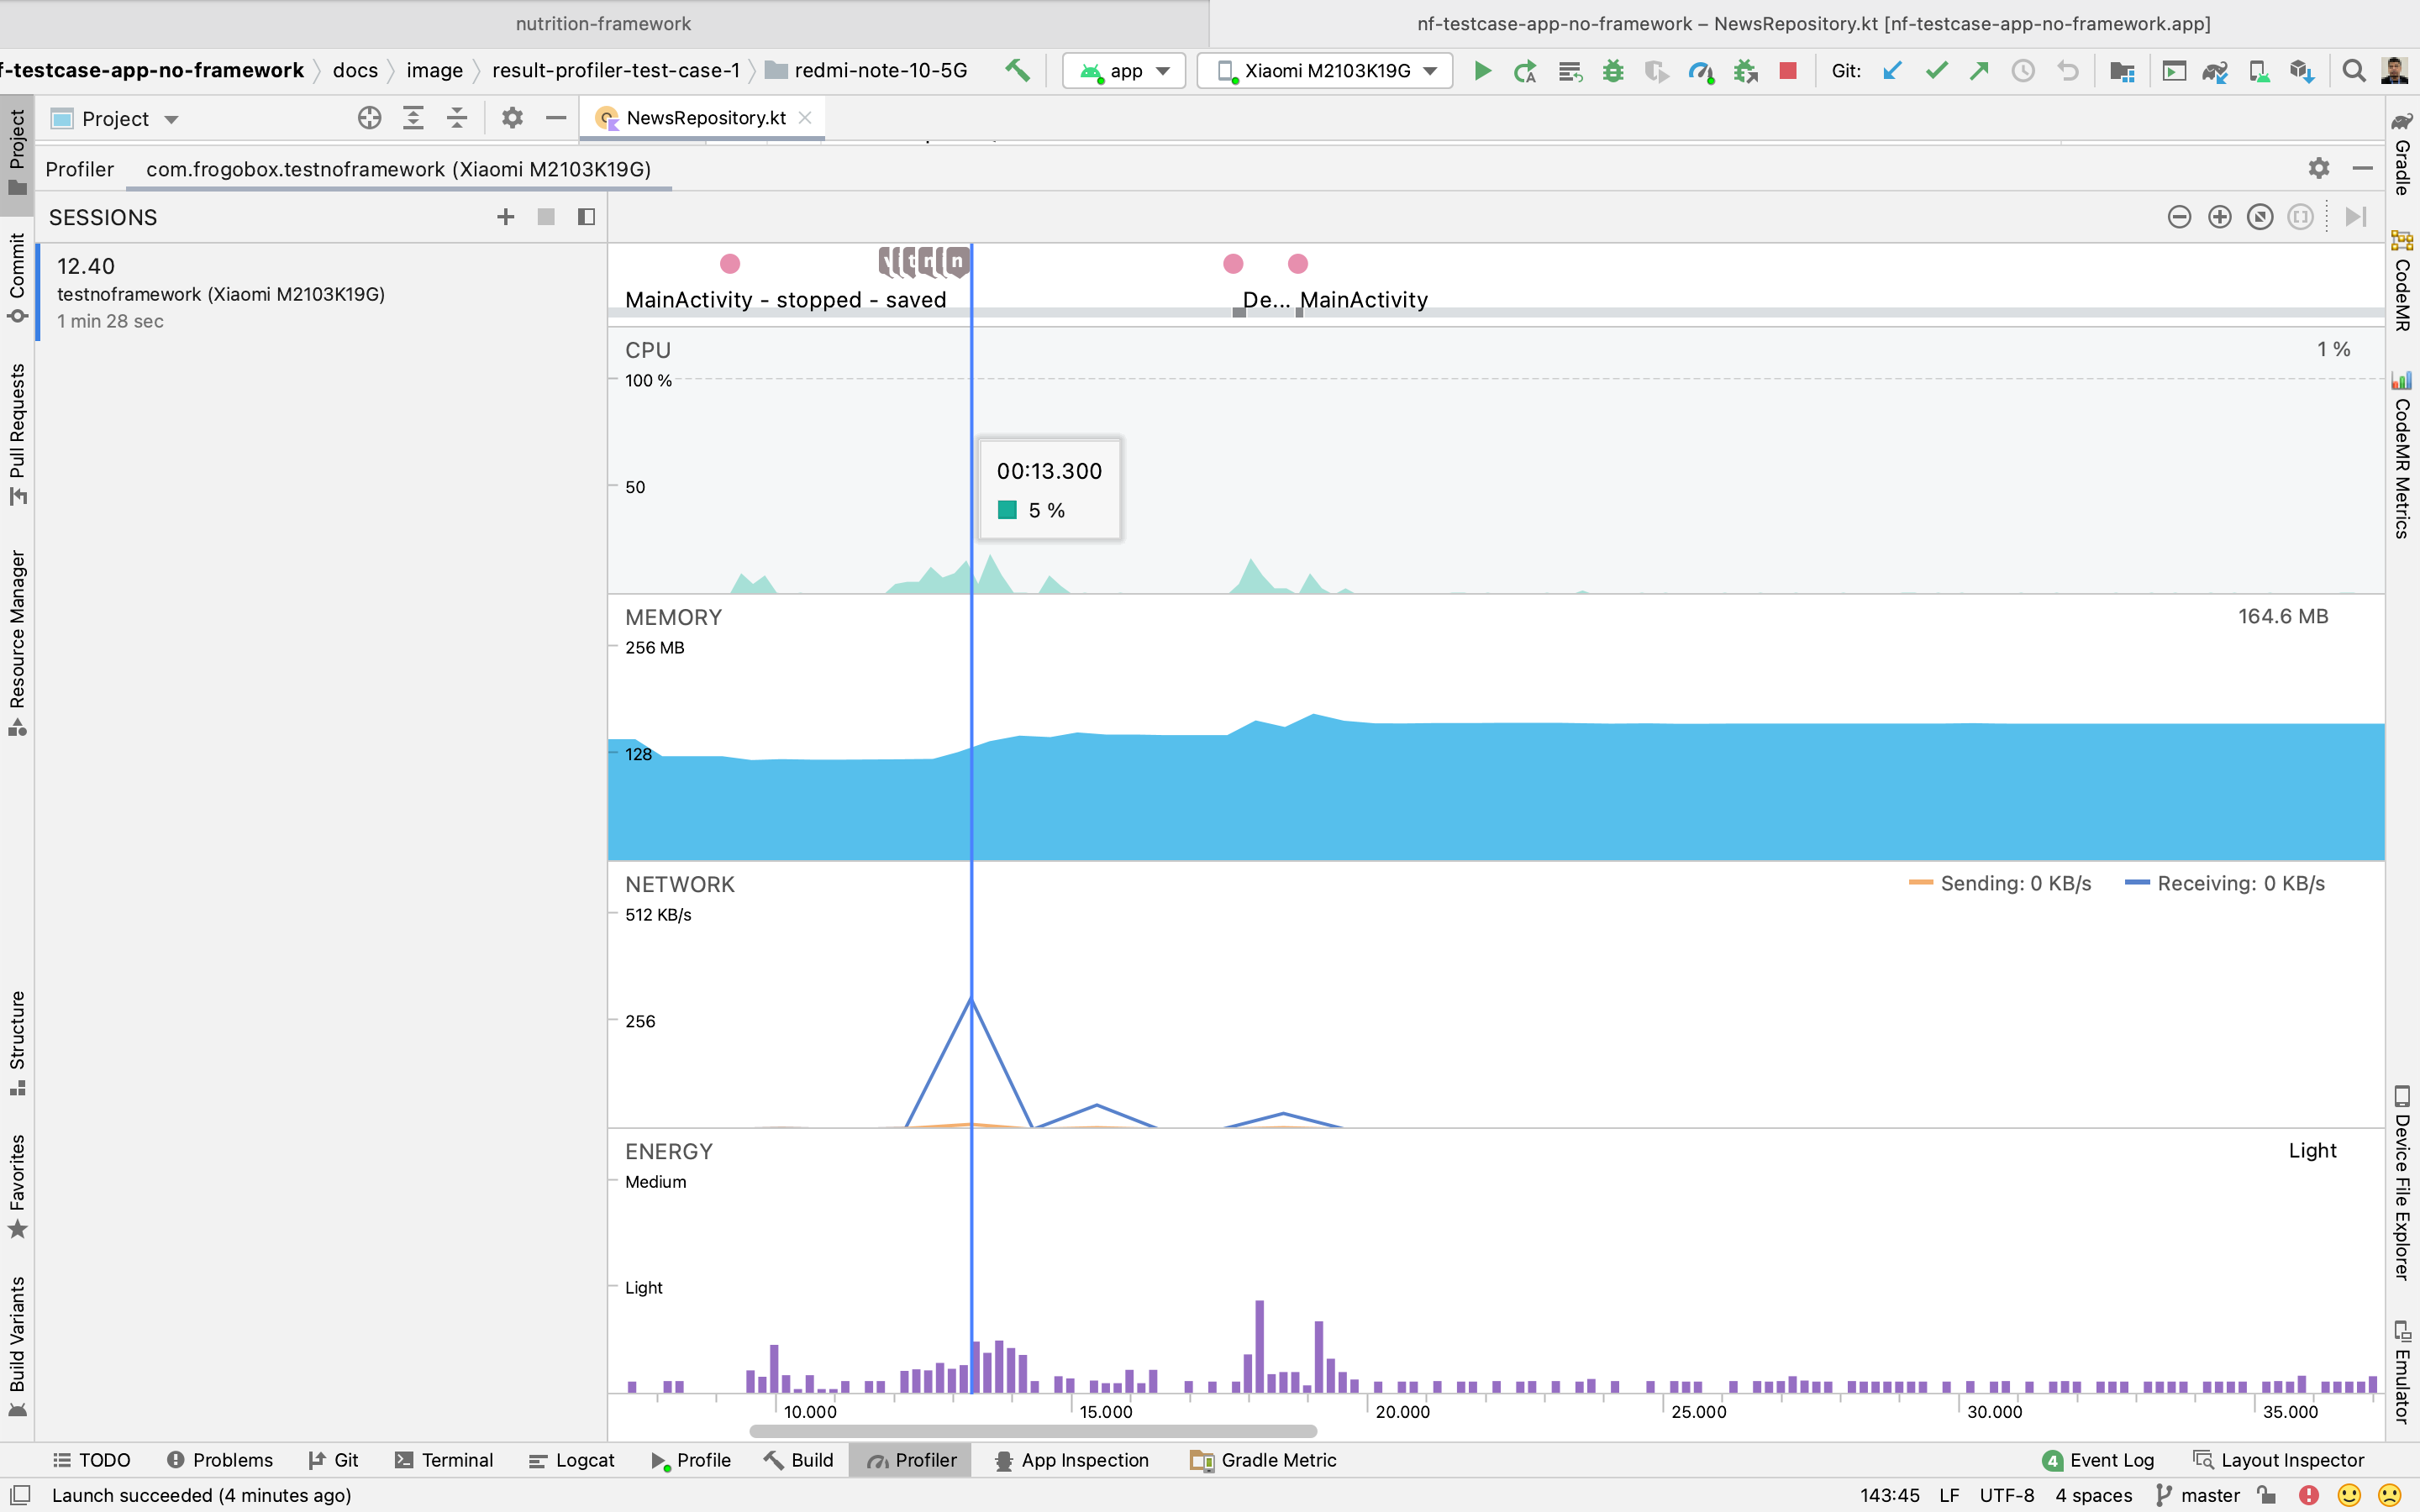 nutrition-framework
nf-testcase-app-no-framework – NewsRepository.kt [nf-testcase-app-no-framework.app]
f-testcase-app-no-framework docs image result-profiler-test-case-1 redmi-note-10-5G app Xiaomi M2103K19G Git:
Project NewsRepository.kt
Profiler com.frogobox.testnoframework (Xiaomi M2103K19G)
SESSIONS
12.40
testnoframework (Xiaomi M2103K19G)
1 min 28 sec
MainActivity - stopped - saved De... MainActivity
CPU 1 %
100 %
50
00:13.300
5 %
MEMORY 164.6 MB
256 MB
128
NETWORK Sending: 0 KB/s Receiving: 0 KB/s
512 KB/s
256
ENERGY Light
Medium
Light
10.000 15.000 20.000 25.000 30.000 35.000
Project
Commit
Pull Requests
Resource Manager
Structure
Favorites
Build Variants
Gradle
CodeMR
CodeMR Metrics
Device File Explorer
Emulator
TODO Problems Git Terminal Logcat Profile Build Profiler App Inspection Gradle Metric 4 Event Log Layout Inspector
Launch succeeded (4 minutes ago) 143:45 LF UTF-8 4 spaces master